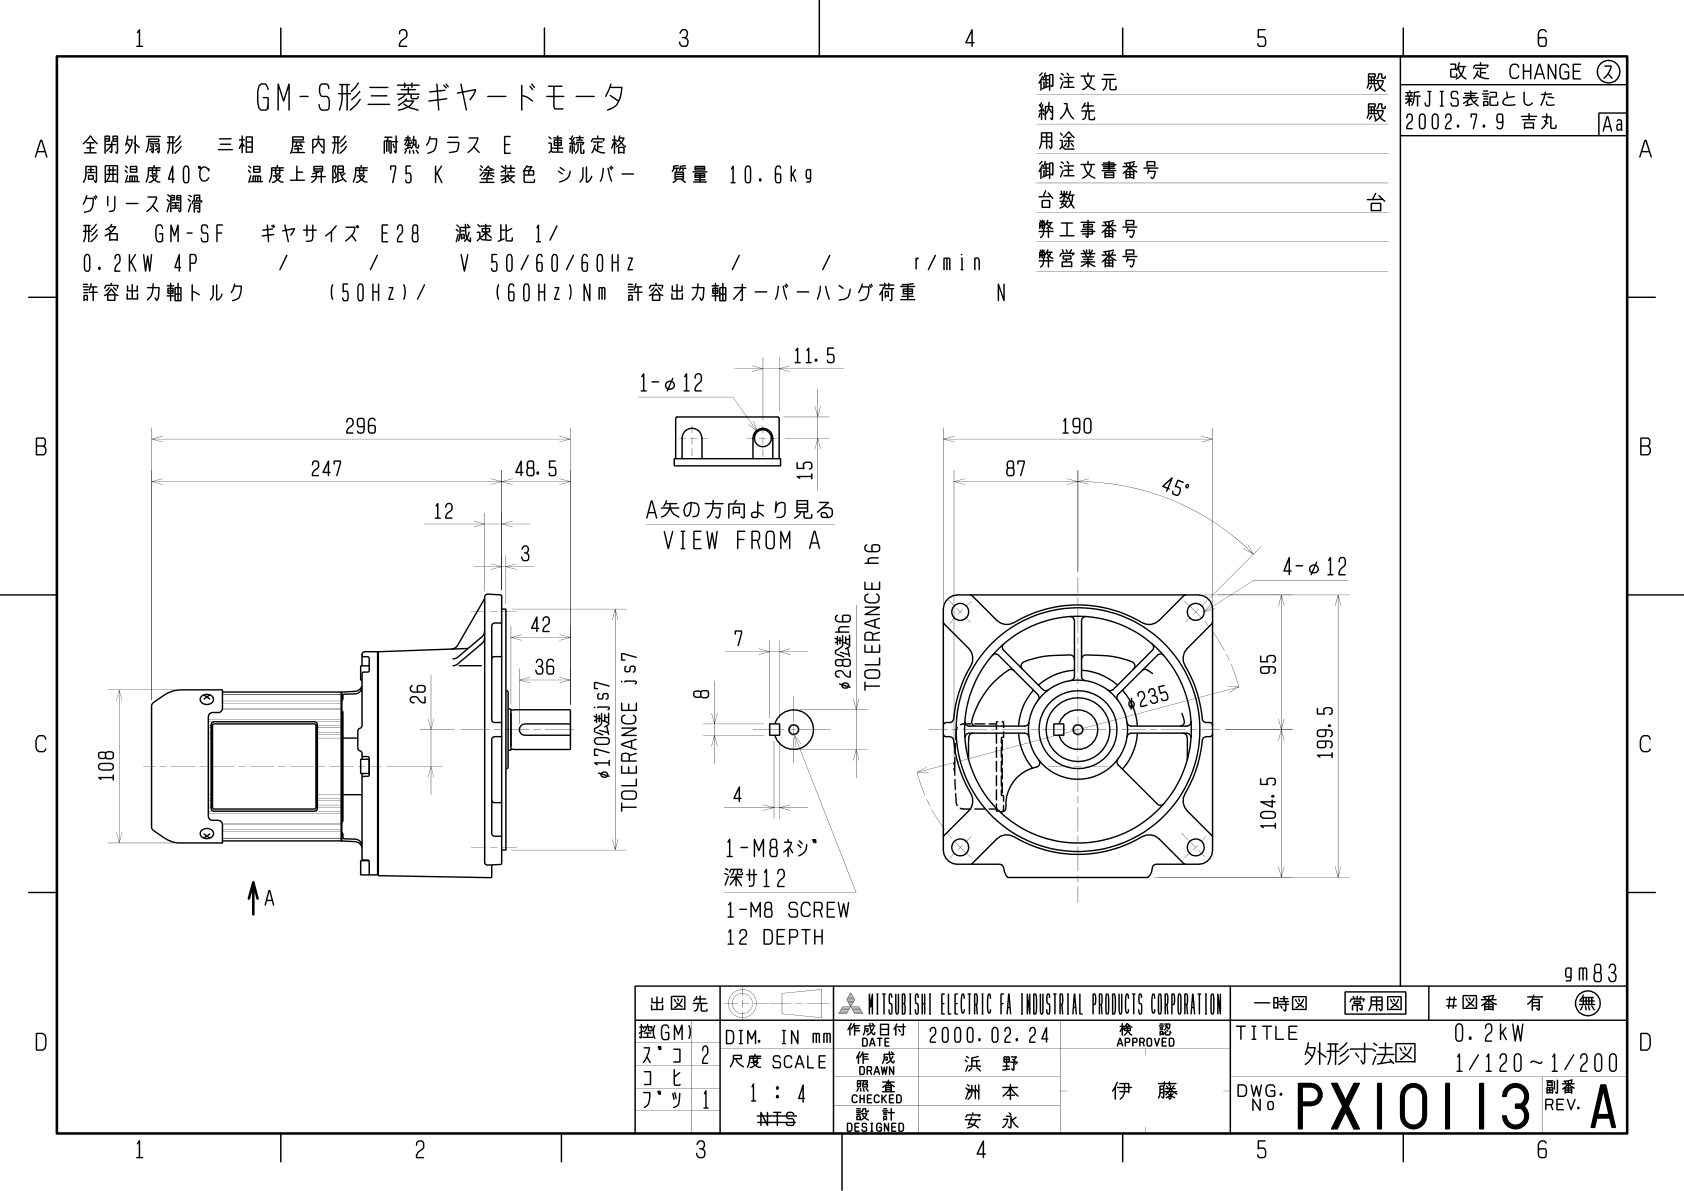 1 2 3 4 5 6
A
B
C
D
GM-S形三菱ギヤードモータ
全閉外扇形 三相 屋内形 耐熱クラス E 連続定格
周囲温度40℃ 温度上昇限度 75 K 塗装色 シルバー 質量 10.6kg
グリース潤滑
形名 GM-SF ギヤサイズ E28 減速比 1/
0.2KW 4P / / V 50/60/60Hz / / r/min
許容出力軸トルク (50Hz)/ (60Hz)Nm 許容出力軸オーバーハング荷重 N
御注文元 殿
納入先 殿
用途
御注文書番号
台数 台
弊工事番号
弊営業番号
改定 CHANGE ス
新JIS表記とした
2002.7.9 吉丸 Aa
A
B
C
D
296
247 48.5
12
3
42
36
26
108
φ170公差js7
TOLERANCE js7
A
1-φ12
11.5
15
A矢の方向より見る
VIEW FROM A
7
8
4
φ28公差h6
TOLERANCE h6
1-M8ネジ
深サ12
1-M8 SCREW
12 DEPTH
190
87
45°
4-φ12
φ235
95
104.5
199.5
gm83
出図先
控(GM)
ズコ 2
コヒ
ブツ 1
DIM. IN mm
尺度 SCALE
1 : 4
NTS
MITSUBISHI ELECTRIC FA INDUSTRIAL PRODUCTS CORPORATION
作成日付 DATE 2000.02.24
作成 DRAWN 浜野
照査 CHECKED 洲本
設計 DESIGNED 安永
検認 APPROVED
伊藤
一時図 常用図 #図番 有 無
TITLE 外形寸法図
0.2kW
1/120~1/200
DWG. No PX10113
副番 REV. A
1 2 3 4 5 6